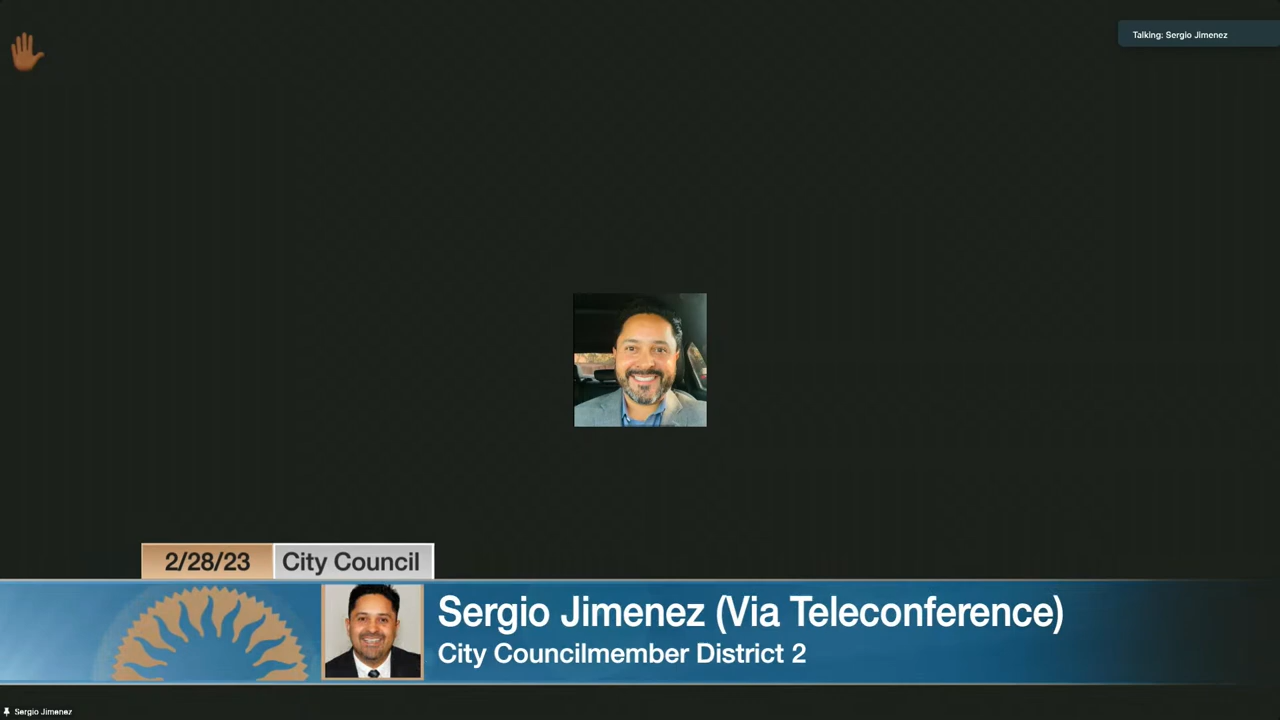 Talking: Sergio Jimenez
2/28/23 City Council
Sergio Jimenez (Via Teleconference)
City Councilmember District 2
Sergio Jimenez